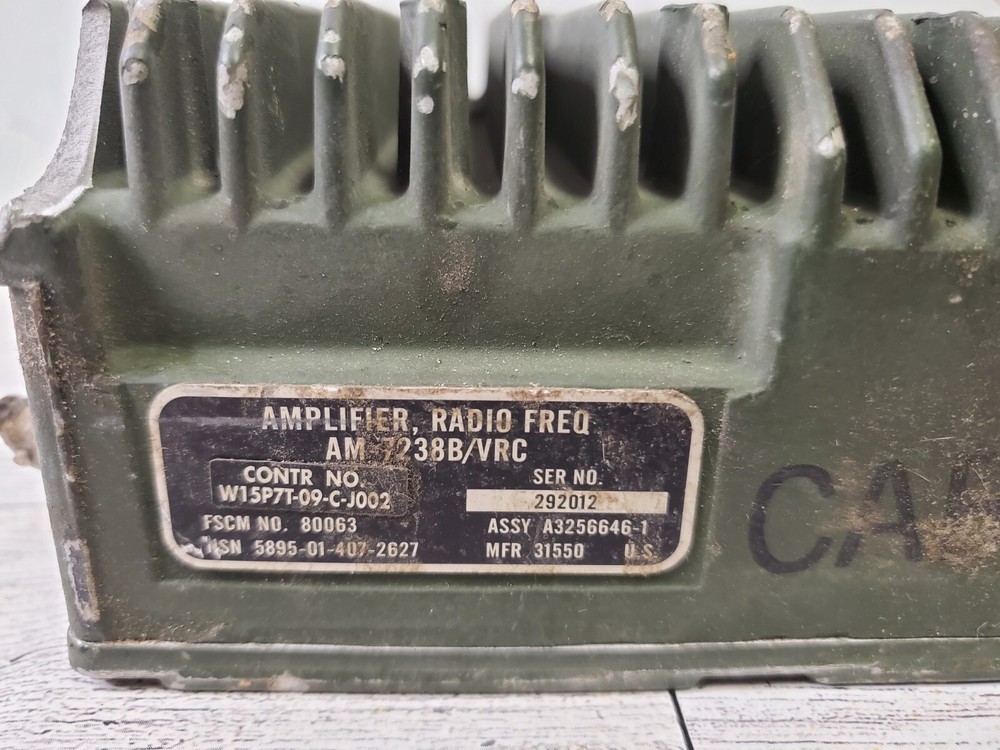 AMPLIFIER, RADIO FREQ
AM-7238B/VRC
CONTR NO.
W15P7T-09-C-J002
SER NO.
292012
FSCM NO. 80063
ASSY A3256646-1
NSN 5895-01-407-2627
MFR 31550 U.S.